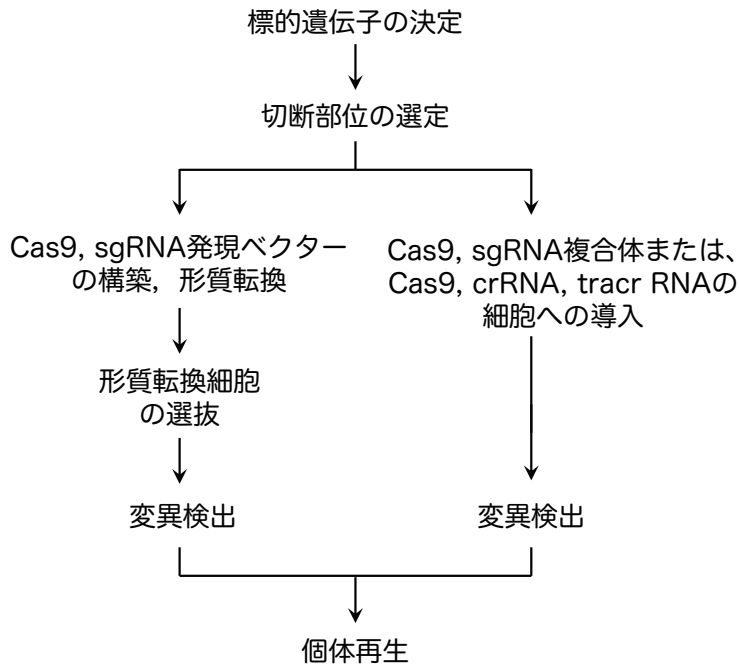 標的遺伝子の決定
切断部位の選定
Cas9, sgRNA発現ベクター
の構築，形質転換
Cas9, sgRNA複合体または、
Cas9, crRNA, tracr RNAの
細胞への導入
形質転換細胞
の選抜
変異検出
変異検出
個体再生